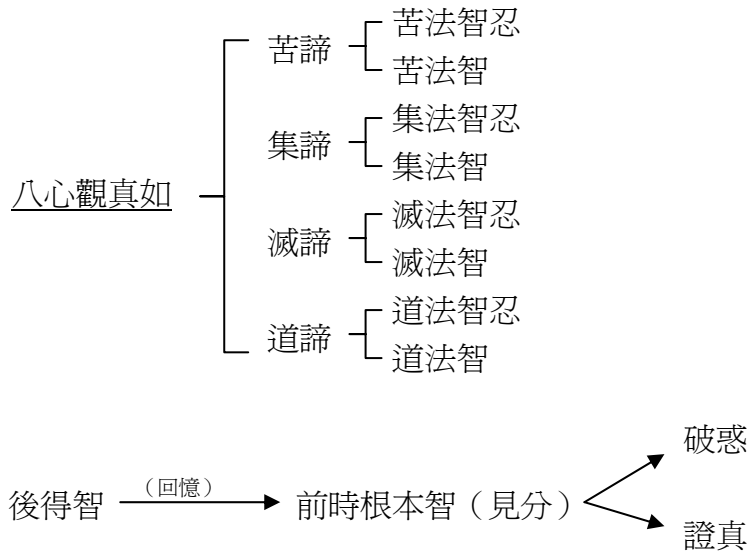 八心觀真如
苦諦
苦法智忍
苦法智
集諦
集法智忍
集法智
滅諦
滅法智忍
滅法智
道諦
道法智忍
道法智
後得智
（回憶）
前時根本智（見分）
破惑
證真